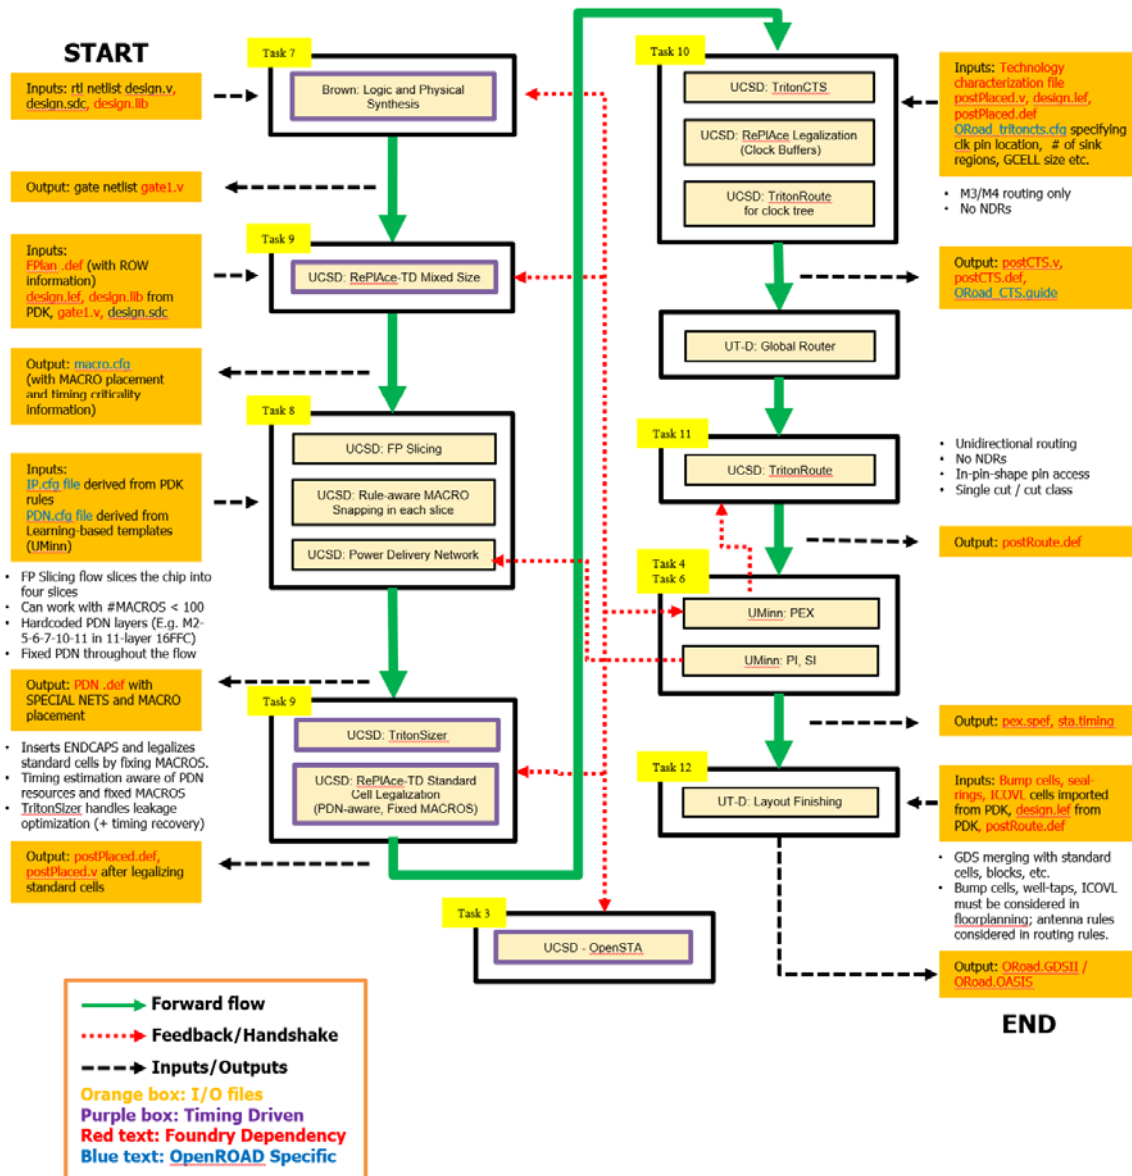 START
Inputs: rtl netlist design.v,
design.sdc, design.lib
Output: gate netlist gate1.v
Inputs:
FPlan .def (with ROW
information)
design.lef, design.lib from
PDK, gate1.v, design.sdc
Output: macro.cfg
(with MACRO placement
and timing criticality
information)
Inputs:
IP.cfg file derived from PDK
rules
PDN.cfg file derived from
Learning-based templates
(UMinn)
• FP Slicing flow slices the chip into
four slices
• Can work with #MACROS < 100
• Hardcoded PDN layers (E.g. M2-
5-6-7-10-11 in 11-layer 16FFC)
• Fixed PDN throughout the flow
Output: PDN .def with
SPECIAL NETS and MACRO
placement
• Inserts ENDCAPS and legalizes
standard cells by fixing MACROS.
• Timing estimation aware of PDN
resources and fixed MACROS
• TritonSizer handles leakage
optimization (+ timing recovery)
Output: postPlaced.def,
postPlaced.v after legalizing
standard cells
Task 7
Brown: Logic and Physical
Synthesis
Task 9
UCSD: RePlAce-TD Mixed Size
Task 8
UCSD: FP Slicing
UCSD: Rule-aware MACRO
Snapping in each slice
UCSD: Power Delivery Network
Task 9
UCSD: TritonSizer
UCSD: RePlAce-TD Standard
Cell Legalization
(PDN-aware, Fixed MACROS)
Task 3
UCSD - OpenSTA
Task 10
UCSD: TritonCTS
UCSD: RePlAce Legalization
(Clock Buffers)
UCSD: TritonRoute
for clock tree
UT-D: Global Router
Task 11
UCSD: TritonRoute
Task 4
Task 6
UMinn: PEX
UMinn: PI, SI
Task 12
UT-D: Layout Finishing
Inputs: Technology
characterization file
postPlaced.v, design.lef,
postPlaced.def
ORoad_tritoncts.cfg specifying
clk pin location, # of sink
regions, GCELL size etc.
• M3/M4 routing only
• No NDRs
Output: postCTS.v,
postCTS.def,
ORoad_CTS.guide
• Unidirectional routing
• No NDRs
• In-pin-shape pin access
• Single cut / cut class
Output: postRoute.def
Output: pex.spef, sta.timing
Inputs: Bump cells, seal-
rings, ICOVL cells imported
from PDK, design.lef from
PDK, postRoute.def
• GDS merging with standard
cells, blocks, etc.
• Bump cells, well-taps, ICOVL
must be considered in
floorplanning; antenna rules
considered in routing rules.
Output: ORoad.GDSII /
ORoad.OASIS
END
Forward flow
Feedback/Handshake
Inputs/Outputs
Orange box: I/O files
Purple box: Timing Driven
Red text: Foundry Dependency
Blue text: OpenROAD Specific